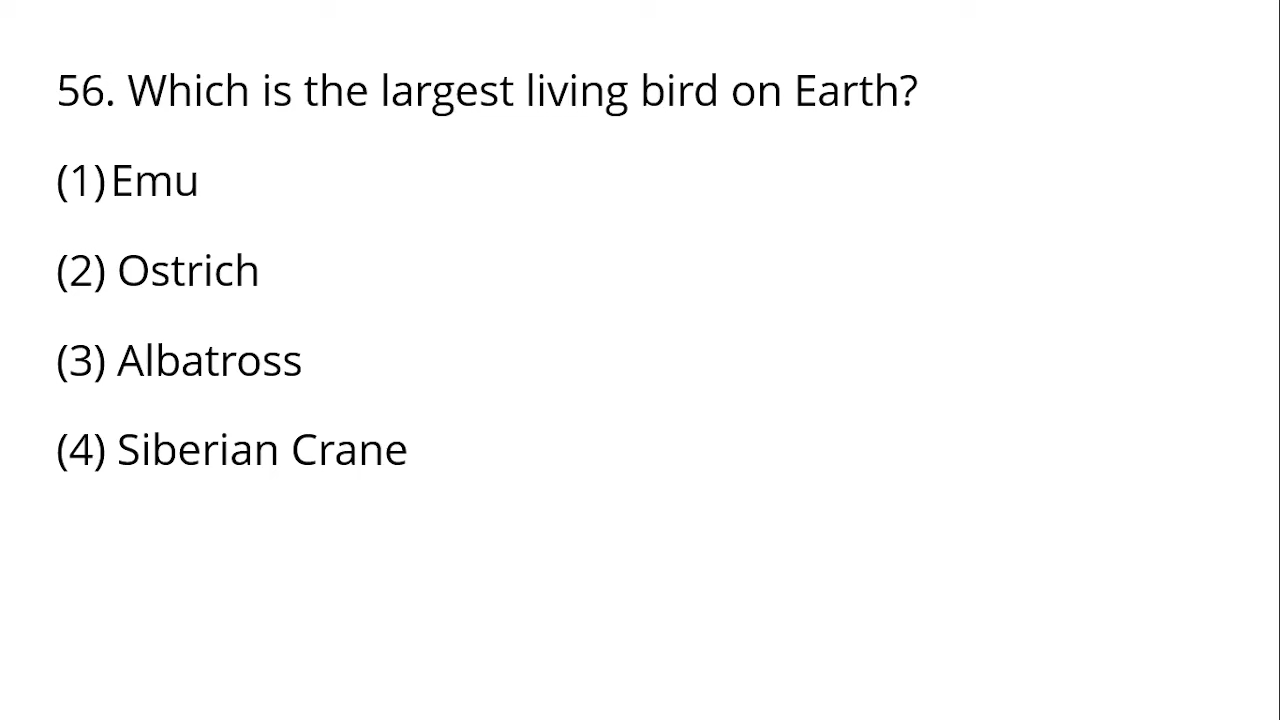 56. Which is the largest living bird on Earth?
(1) Emu
(2) Ostrich
(3) Albatross
(4) Siberian Crane